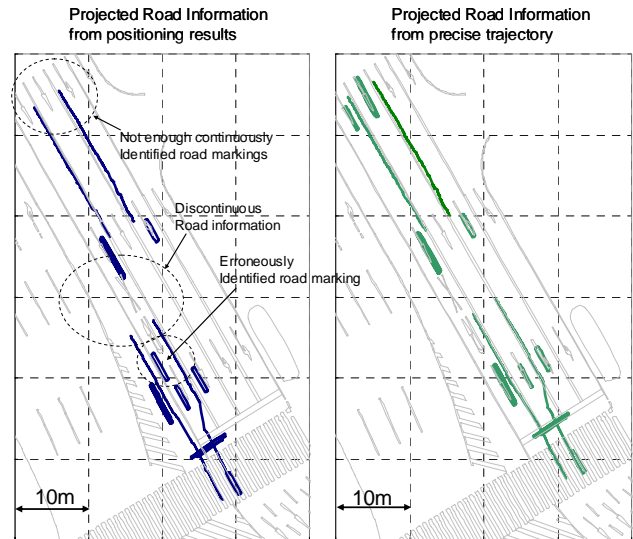 Projected Road Information
from positioning results
Projected Road Information
from precise trajectory
Not enough continuously
Identified road markings
Discontinuous
Road information
Erroneously
Identified road marking
10m
10m